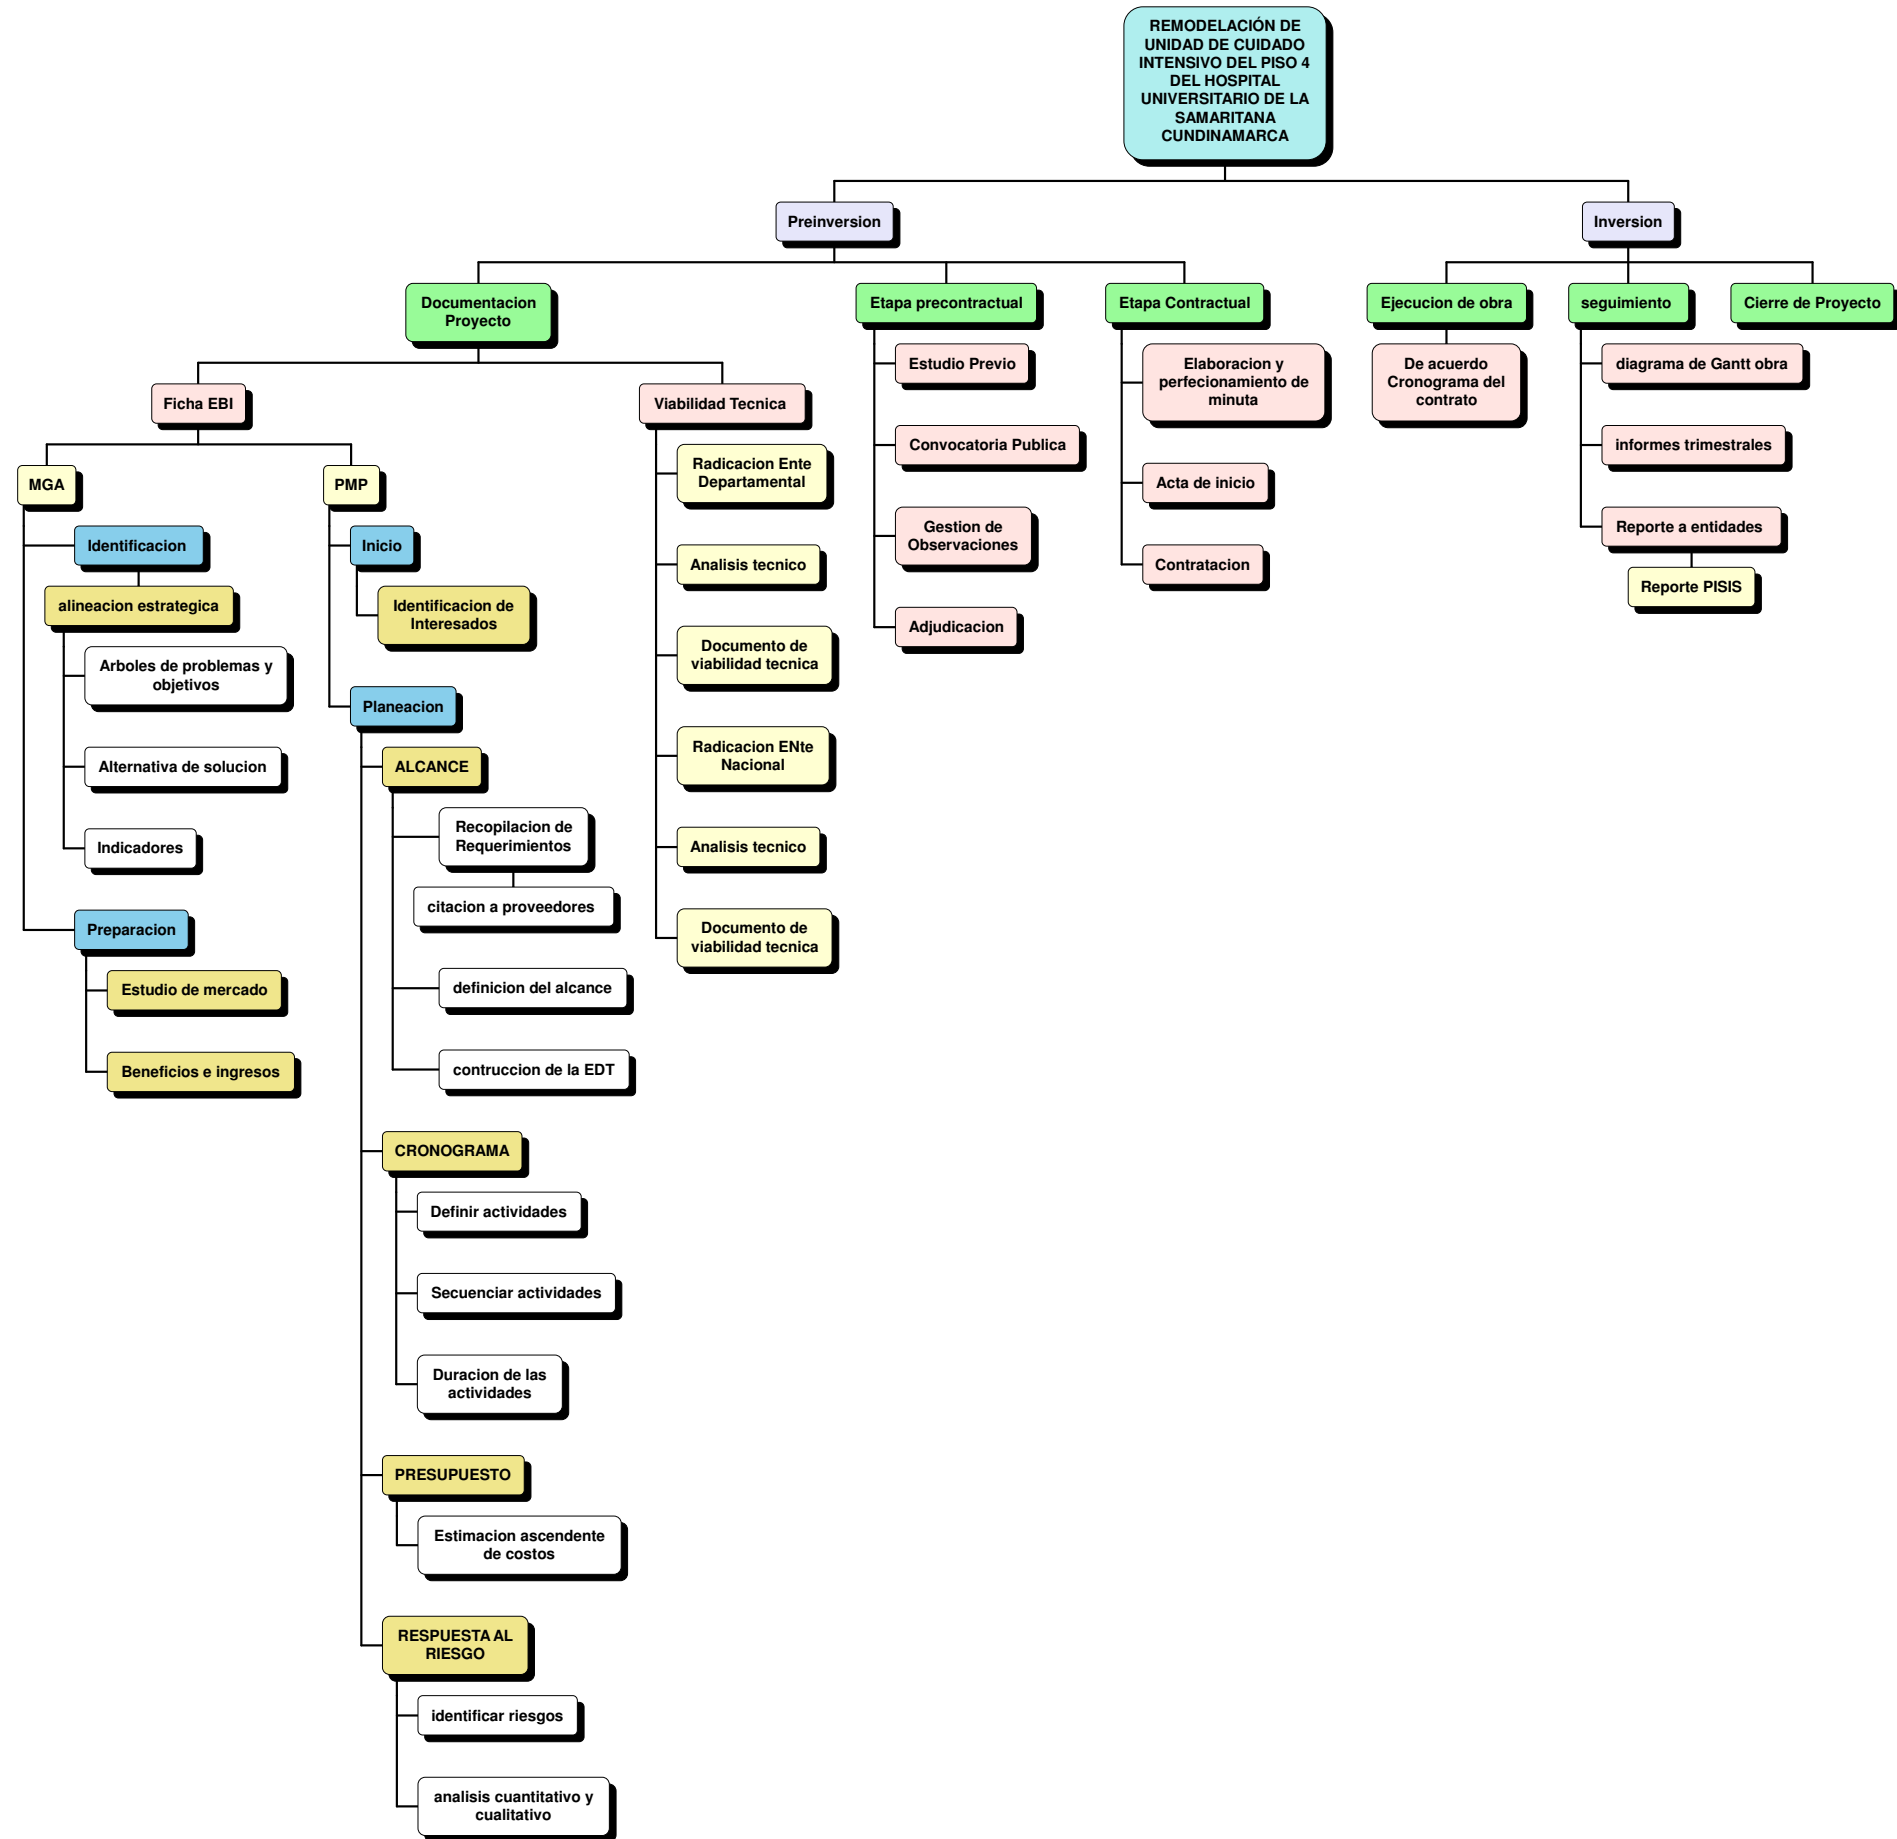 REMODELACIÓN DE
UNIDAD DE CUIDADO
INTENSIVO DEL PISO 4
DEL HOSPITAL
UNIVERSITARIO DE LA
SAMARITANA
CUNDINAMARCA
Preinversion
Inversion
Documentacion
Proyecto
Etapa precontractual
Etapa Contractual
Ejecucion de obra
seguimiento
Cierre de Proyecto
Ficha EBI
Viabilidad Tecnica
MGA
PMP
Identificacion
alineacion estrategica
Arboles de problemas y
objetivos
Alternativa de solucion
Indicadores
Preparacion
Estudio de mercado
Beneficios e ingresos
Inicio
Identificacion de
Interesados
Planeacion
ALCANCE
Recopilacion de
Requerimientos
citacion a proveedores
definicion del alcance
contruccion de la EDT
CRONOGRAMA
Definir actividades
Secuenciar actividades
Duracion de las
actividades
PRESUPUESTO
Estimacion ascendente
de costos
RESPUESTA AL
RIESGO
identificar riesgos
analisis cuantitativo y
cualitativo
Radicacion Ente
Departamental
Analisis tecnico
Documento de
viabilidad tecnica
Radicacion ENte
Nacional
Analisis tecnico
Documento de
viabilidad tecnica
Estudio Previo
Convocatoria Publica
Gestion de
Observaciones
Adjudicacion
Elaboracion y
perfecionamiento de
minuta
Acta de inicio
Contratacion
De acuerdo
Cronograma del
contrato
diagrama de Gantt obra
informes trimestrales
Reporte a entidades
Reporte PISIS